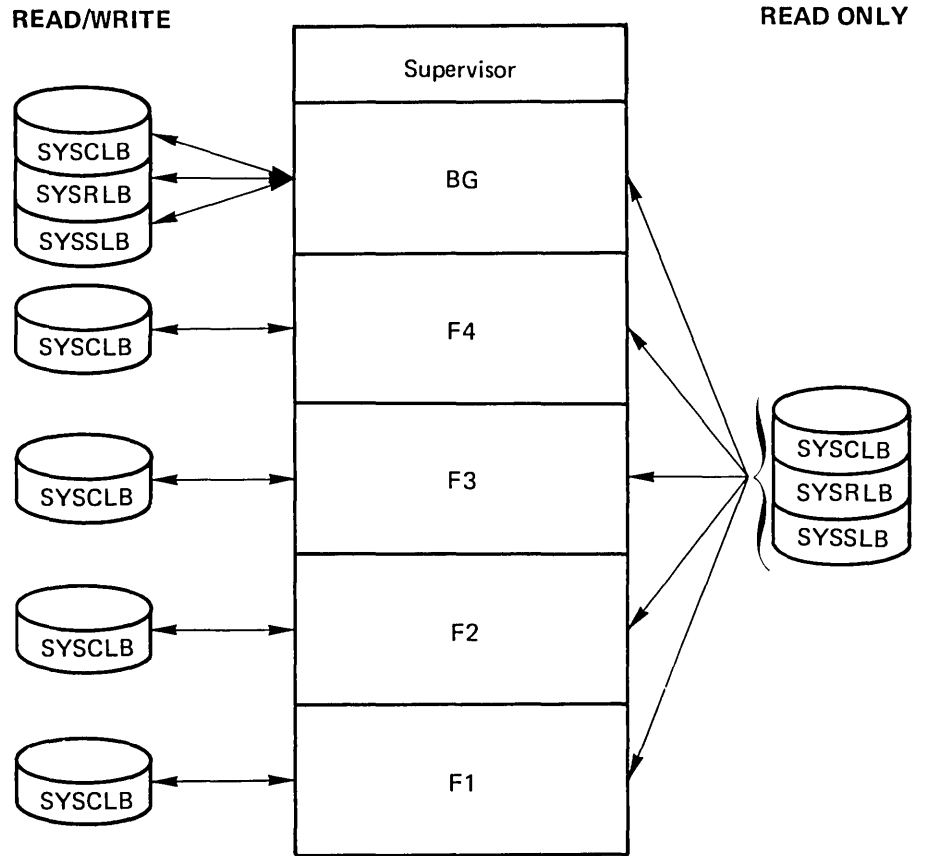 READ/WRITE
READ ONLY
Supervisor
SYSCLB
SYSRLB
SYSSLB
BG
SYSCLB
F4
SYSCLB
F3
SYSCLB
SYSRLB
SYSSLB
SYSCLB
F2
SYSCLB
F1